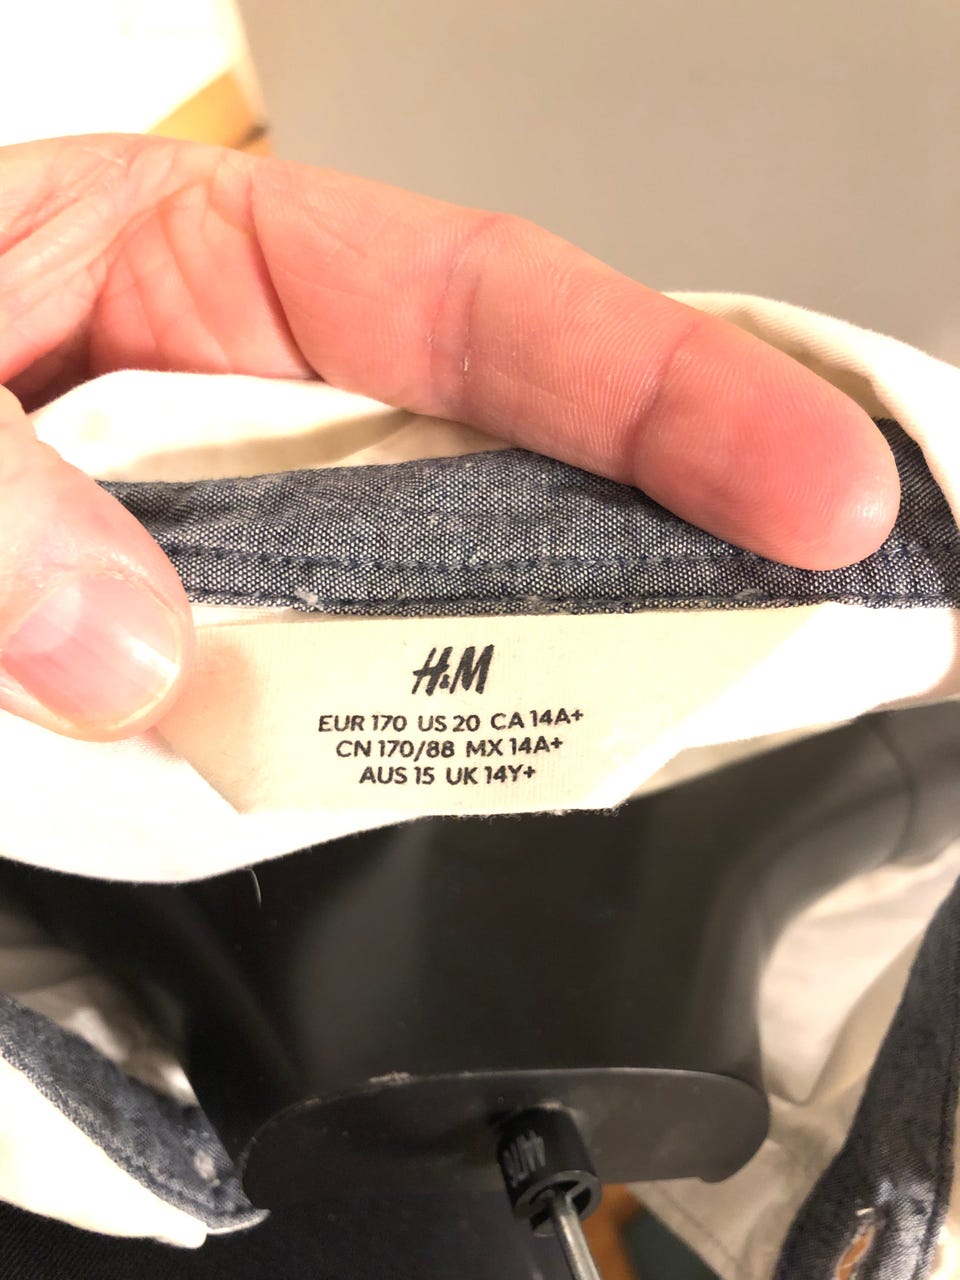 H&M
EUR 170 US 20 CA 14A+
CN 170/88 MX 14A+
AUS 15 UK 14Y+